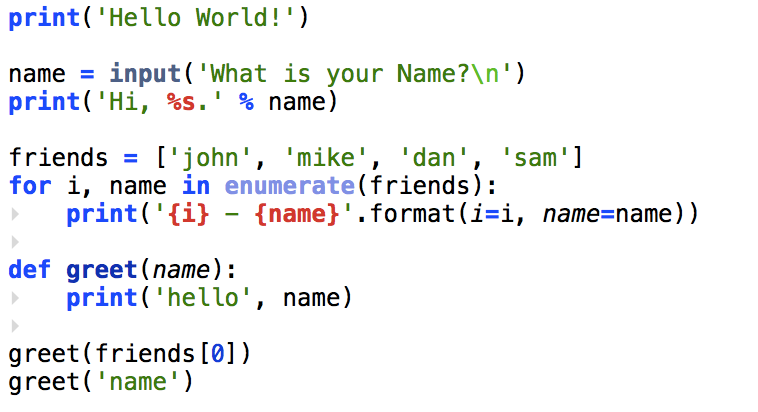 print('Hello World!')

name = input('What is your Name?\n')
print('Hi, %s.' % name)

friends = ['john', 'mike', 'dan', 'sam']
for i, name in enumerate(friends):
    print('{i} - {name}'.format(i=i, name=name))

def greet(name):
    print('hello', name)

greet(friends[0])
greet('name')